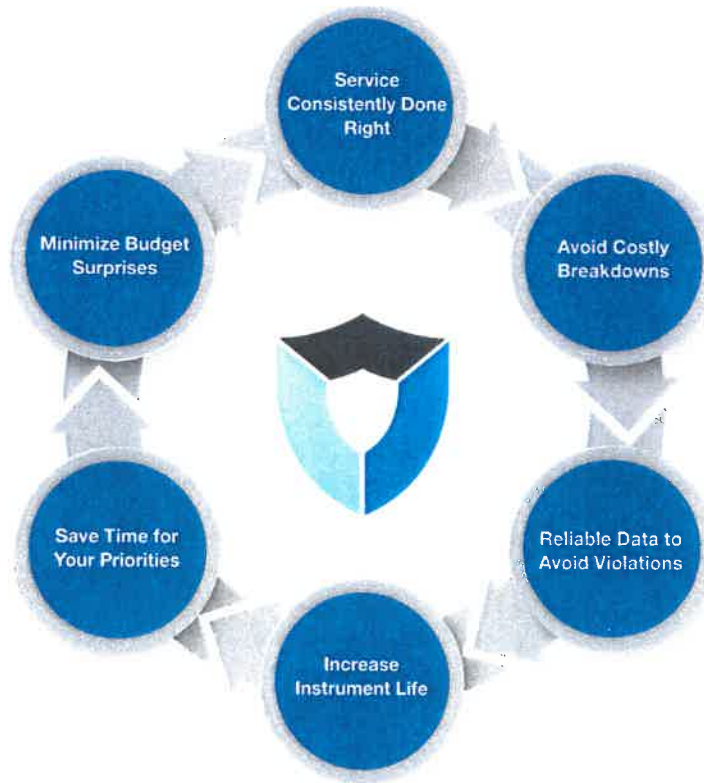 Service
Consistently Done
Right
Avoid Costly
Breakdowns
Reliable Data to
Avoid Violations
Increase
Instrument Life
Save Time for
Your Priorities
Minimize Budget
Surprises